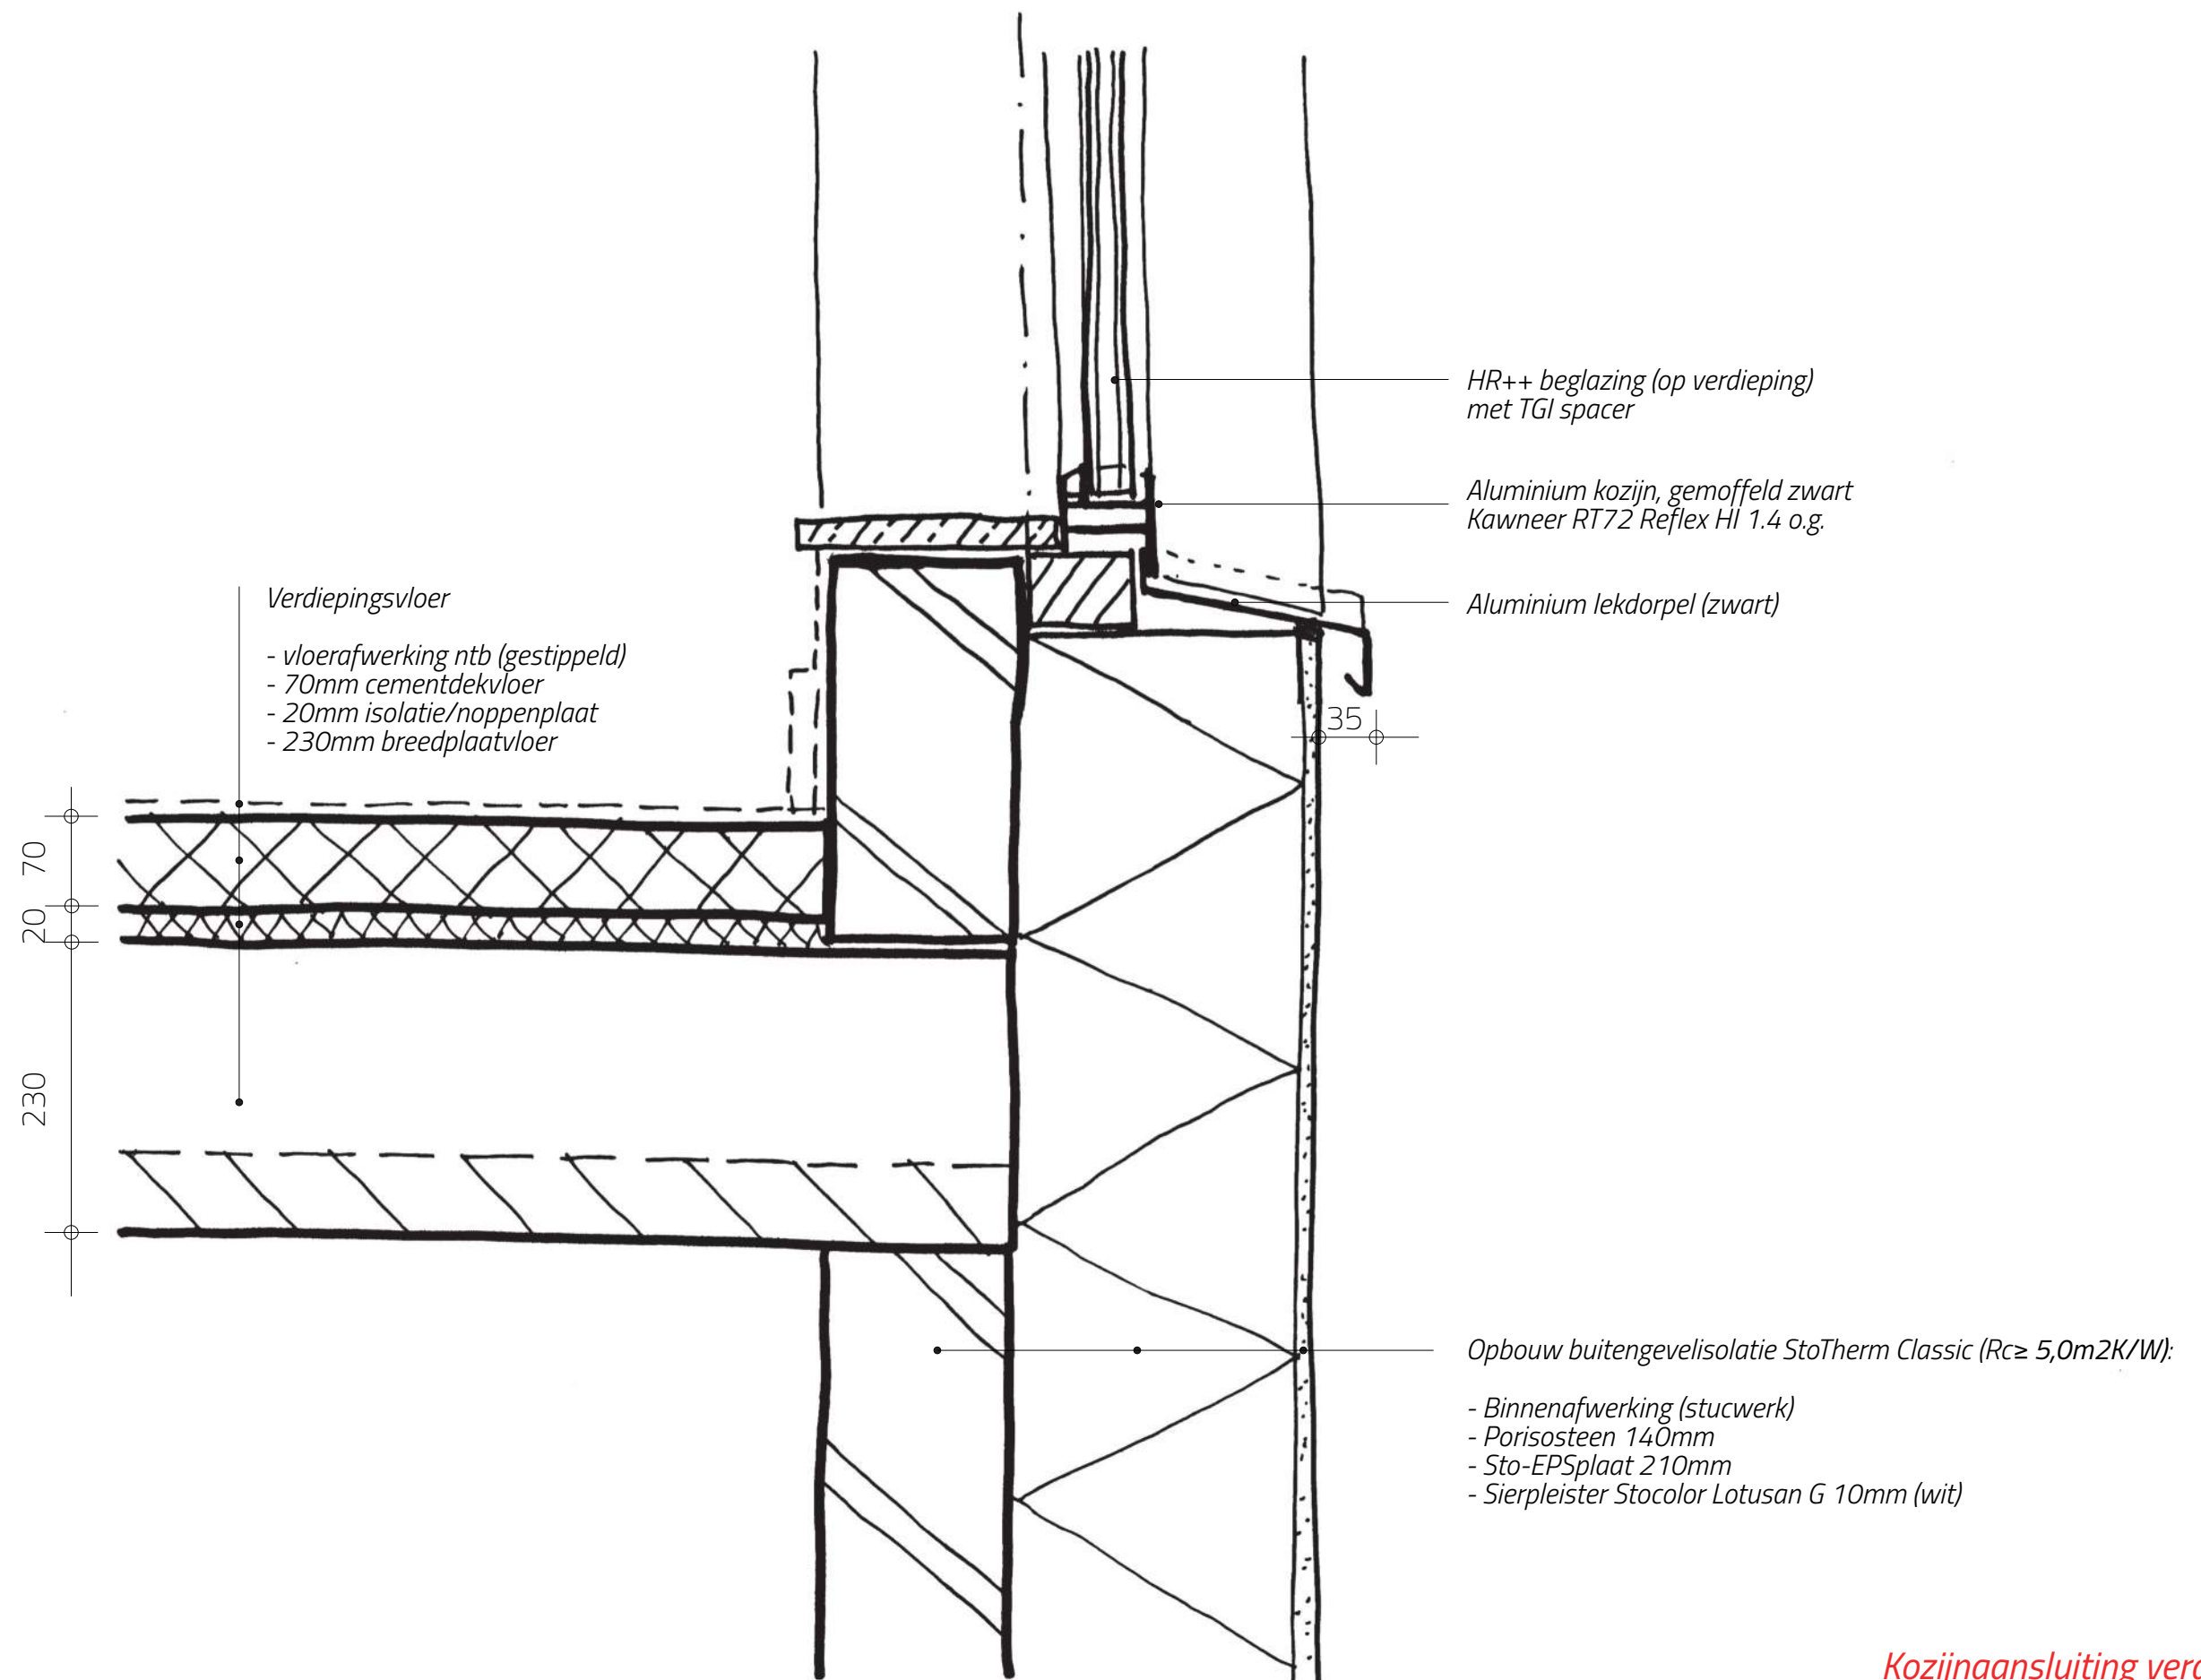 HR++ beglazing (op verdieping)
met TGI spacer
Aluminium kozijn, gemoffeld zwart
Kawneer RT72 Reflex HI 1.4 o.g.
Aluminium lekdorpel (zwart)
Verdiepingsvloer
- vloerafwerking ntb (gestippeld)
- 70mm cementdekvloer
- 20mm isolatie/noppenplaat
- 230mm breedplaatvloer
35
70
20
230
Opbouw buitengevelisolatie StoTherm Classic (Rc≥ 5,0m2K/W):
- Binnenafwerking (stucwerk)
- Porisosteen 140mm
- Sto-EPSplaat 210mm
- Sierpleister Stocolor Lotusan G 10mm (wit)
Kozijnaansluiting